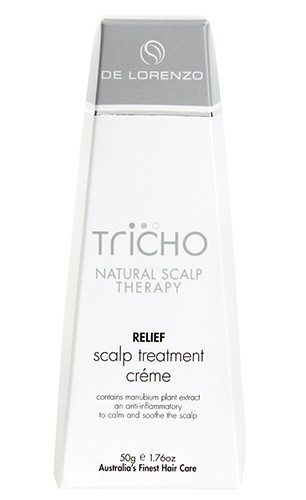 DE LORENZO
TRiCHO
NATURAL SCALP
THERAPY
RELIEF
scalp treatment
créme
contains marrubium plant extract
an anti-inflammatory
to calm and soothe the scalp
50g e 1.76oz
Australia's Finest Hair Care